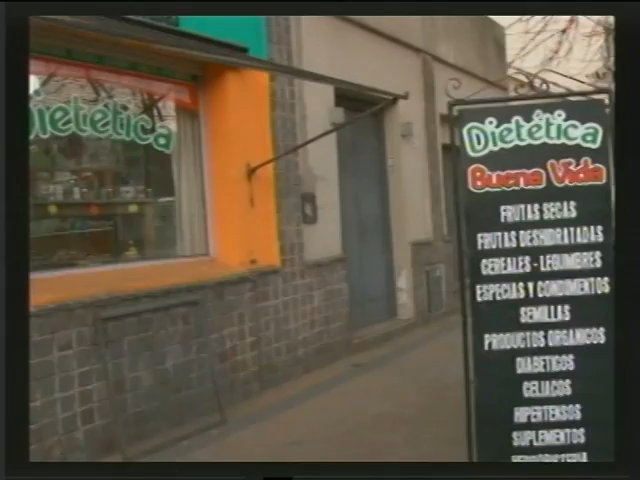 Dietética
Dietética
Buena Vida
FRUTAS SECAS
FRUTAS DESHIDRATADAS
CEREALES - LEGUMBRES
ESPECIAS Y CONDIMENTOS
SEMILLAS
PRODUCTOS ORGANICOS
DIABETICOS
CELIACOS
HIPERTENSOS
SUPLEMENTOS